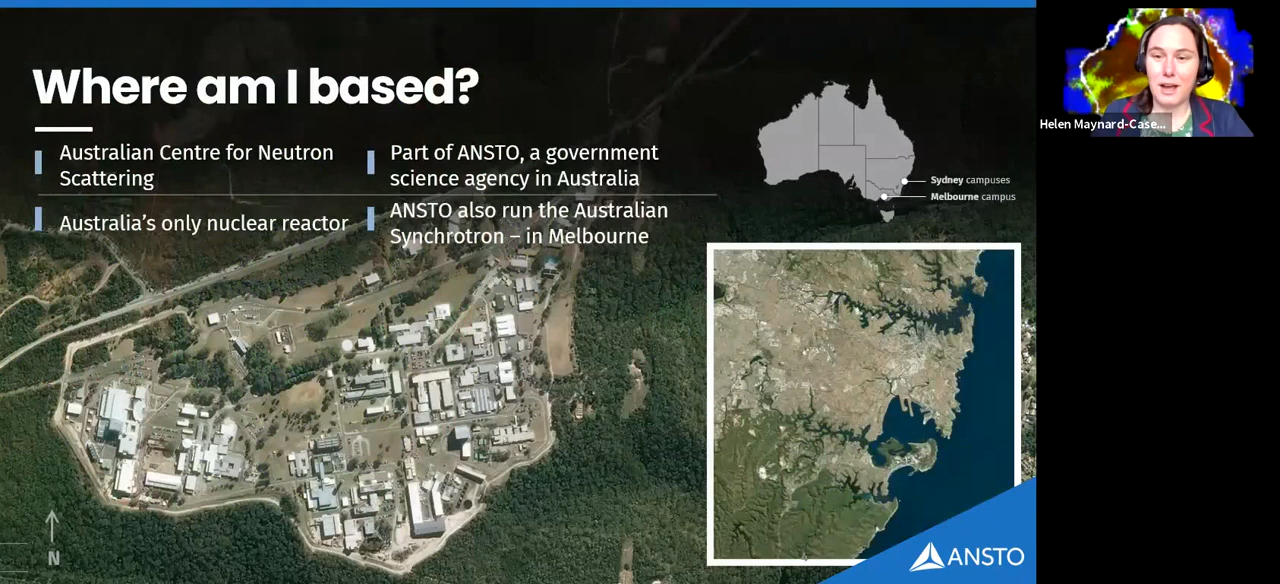 Where am I based?
Australian Centre for Neutron
Scattering
Part of ANSTO, a government
science agency in Australia
Australia's only nuclear reactor
ANSTO also run the Australian
Synchrotron – in Melbourne
Sydney campuses
Melbourne campus
N
ANSTO
Helen Maynard-Case...